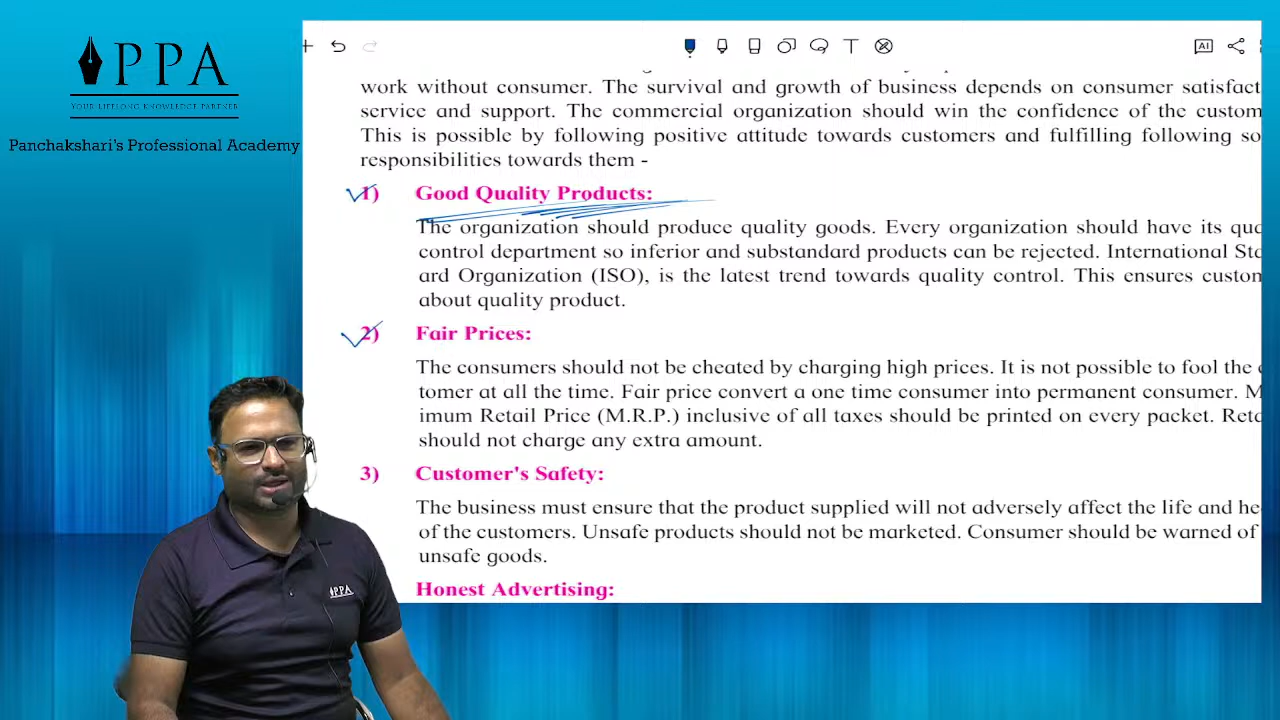 PPA
YOUR LIFELONG KNOWLEDGE PARTNER
Panchakshari's Professional Academy
T
AI
work without consumer. The survival and growth of business depends on consumer satisfact
service and support. The commercial organization should win the confidence of the custom
This is possible by following positive attitude towards customers and fulfilling following so
responsibilities towards them -
1) Good Quality Products:
The organization should produce quality goods. Every organization should have its qua
control department so inferior and substandard products can be rejected. International Sta
ard Organization (ISO), is the latest trend towards quality control. This ensures custom
about quality product.
2) Fair Prices:
The consumers should not be cheated by charging high prices. It is not possible to fool the c
tomer at all the time. Fair price convert a one time consumer into permanent consumer. M
imum Retail Price (M.R.P.) inclusive of all taxes should be printed on every packet. Reta
should not charge any extra amount.
3) Customer's Safety:
The business must ensure that the product supplied will not adversely affect the life and he
of the customers. Unsafe products should not be marketed. Consumer should be warned of
unsafe goods.
Honest Advertising:
PPA